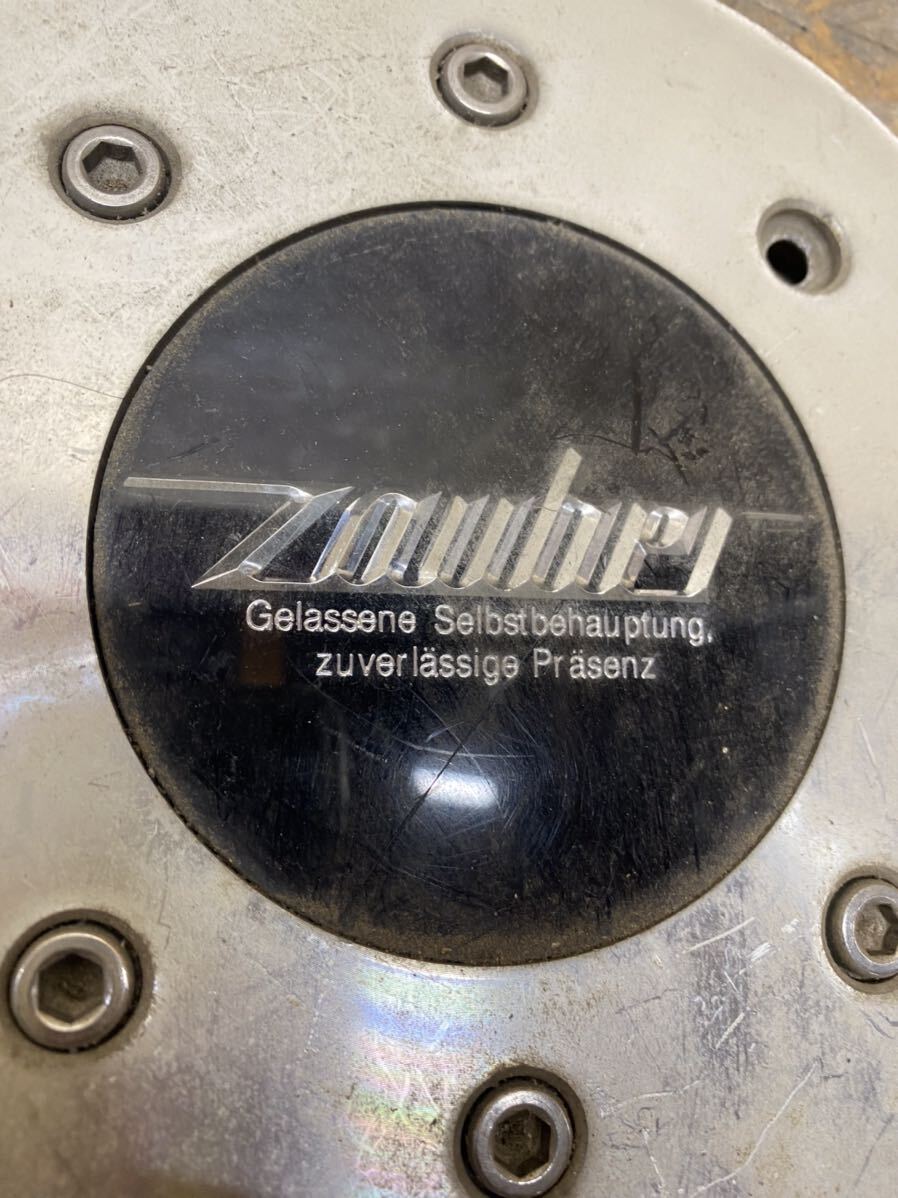 Zauber
Gelassene Selbstbehauptung,
zuverlässige Präsenz